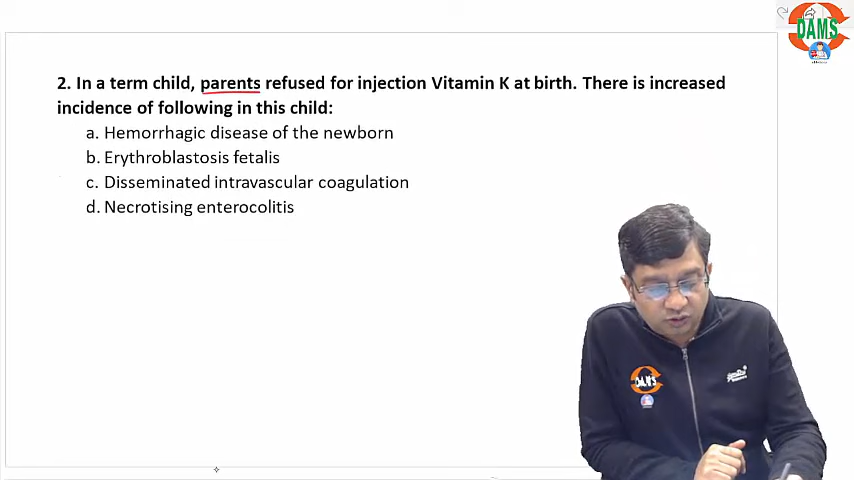 DAMS
2. In a term child, parents refused for injection Vitamin K at birth. There is increased
incidence of following in this child:
a. Hemorrhagic disease of the newborn
b. Erythroblastosis fetalis
c. Disseminated intravascular coagulation
d. Necrotising enterocolitis
DAMS